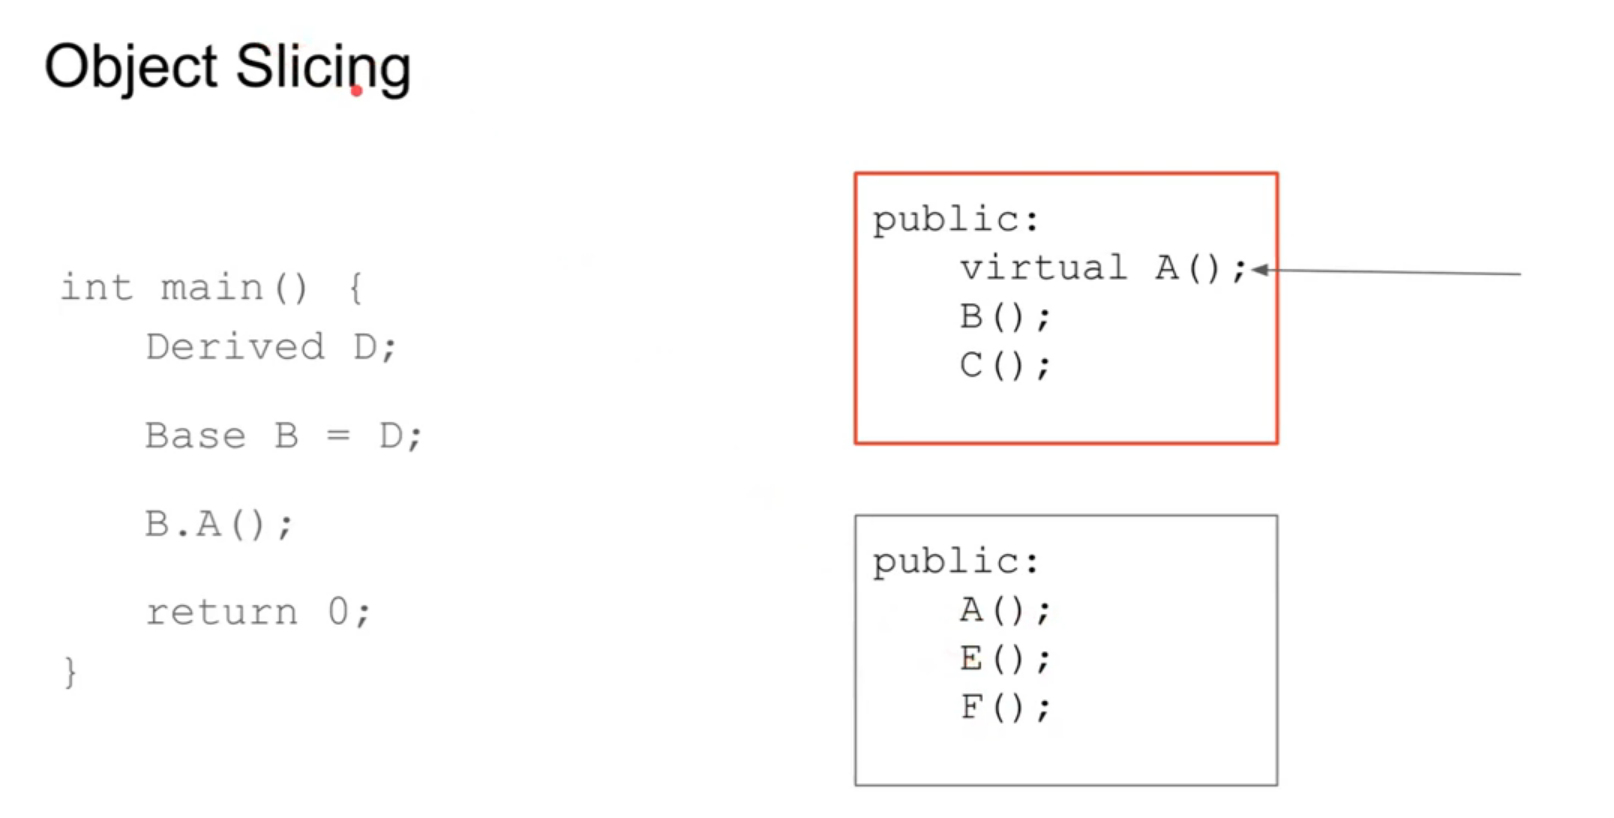 Object Slicing
int main() {
Derived D;
Base B = D;
B.A();
return 0;
}
public:
virtual A();
B();
C();
public:
A();
E();
F();